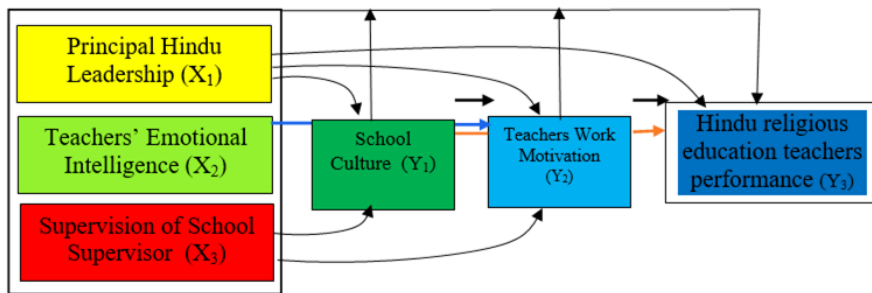 Principal Hindu
Leadership (X₁)
Teachers' Emotional
Intelligence (X₂)
Supervision of School
Supervisor (X₃)
School
Culture (Y₁)
Teachers Work
Motivation
(Y₂)
Hindu religious
education teachers
performance (Y₃)